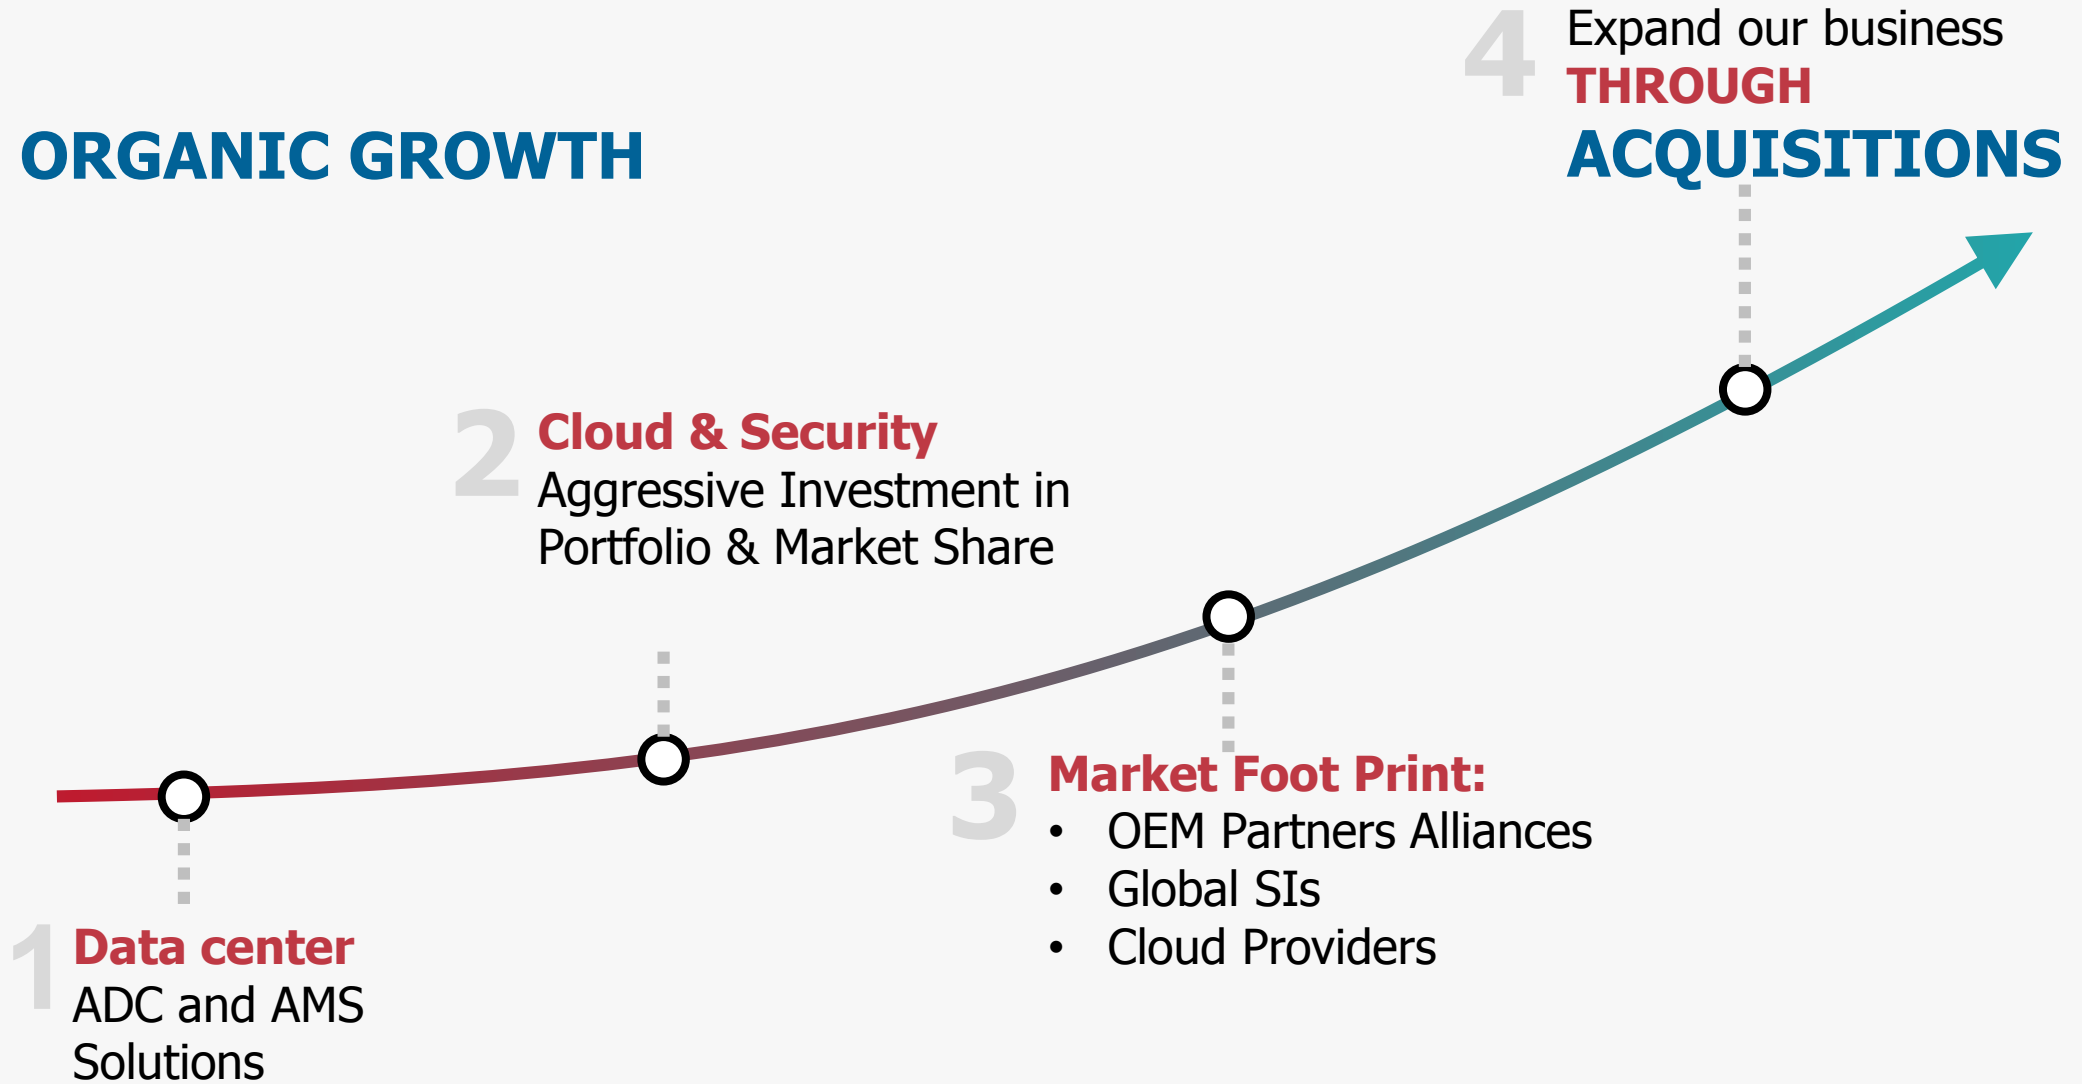 ORGANIC GROWTH
1
Data center
ADC and AMS
Solutions
2
Cloud & Security
Aggressive Investment in
Portfolio & Market Share
3
Market Foot Print:
• OEM Partners Alliances
• Global SIs
• Cloud Providers
4
Expand our business
THROUGH
ACQUISITIONS